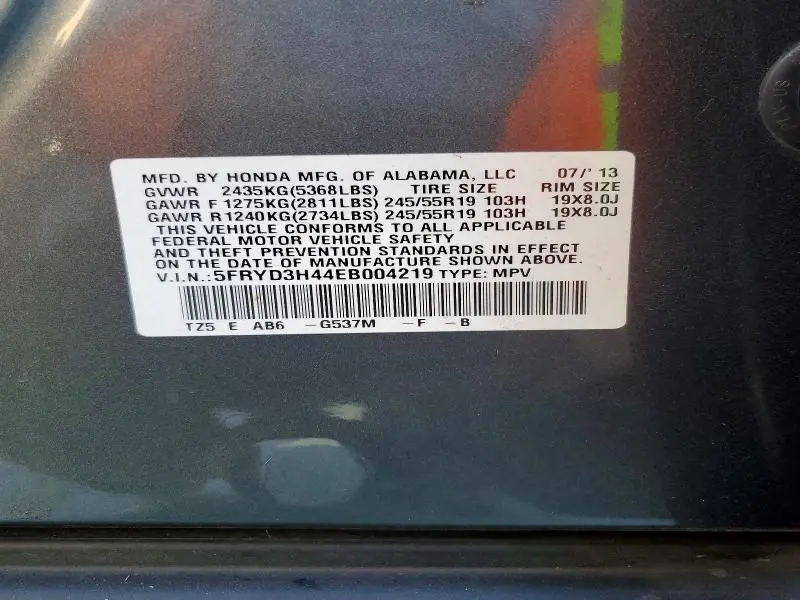 MFD. BY HONDA MFG. OF ALABAMA, LLC 07/' 13
GVWR 2435KG(5368LBS) TIRE SIZE RIM SIZE
GAWR F 1275KG(2811LBS) 245/55R19 103H 19X8.0J
GAWR R 1240KG(2734LBS) 245/55R19 103H 19X8.0J
THIS VEHICLE CONFORMS TO ALL APPLICABLE
FEDERAL MOTOR VEHICLE SAFETY
AND THEFT PREVENTION STANDARDS IN EFFECT
ON THE DATE OF MANUFACTURE SHOWN ABOVE.
V.I.N.: 5FRYD3H44EB004219 TYPE: MPV
TZ5 E AB6 -G537M -F -B